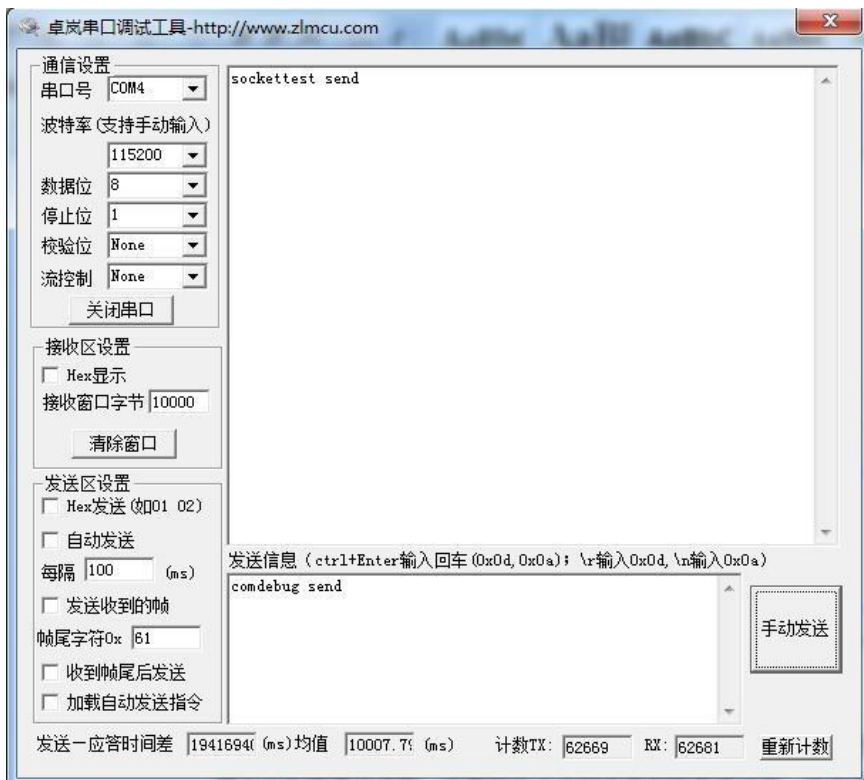 卓岚串口调试工具-http://www.zlmcu.com
通信设置
串口号 COM4
波特率(支持手动输入)
115200
数据位 8
停止位 1
校验位 None
流控制 None
关闭串口
接收区设置
Hex显示
接收窗口字节 10000
清除窗口
发送区设置
Hex发送(如01 02)
自动发送
每隔 100 (ms)
发送收到的帧
帧尾字符0x 61
收到帧尾后发送
加载自动发送指令
sockettest send
发送信息（ctrl+Enter输入回车(0x0d,0x0a)；\r输入0x0d,\n输入0x0a）
comdebug send
手动发送
发送一应答时间差 1941694( (ms)均值 10007.79 (ms) 计数TX: 62669 RX: 62681 重新计数